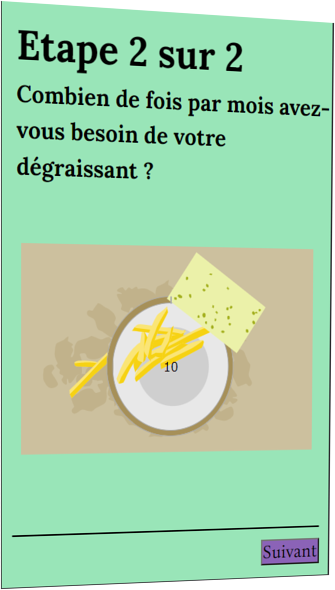 Etape 2 sur 2
Combien de fois par mois avez-
vous besoin de votre
dégraissant ?
10
Suivant